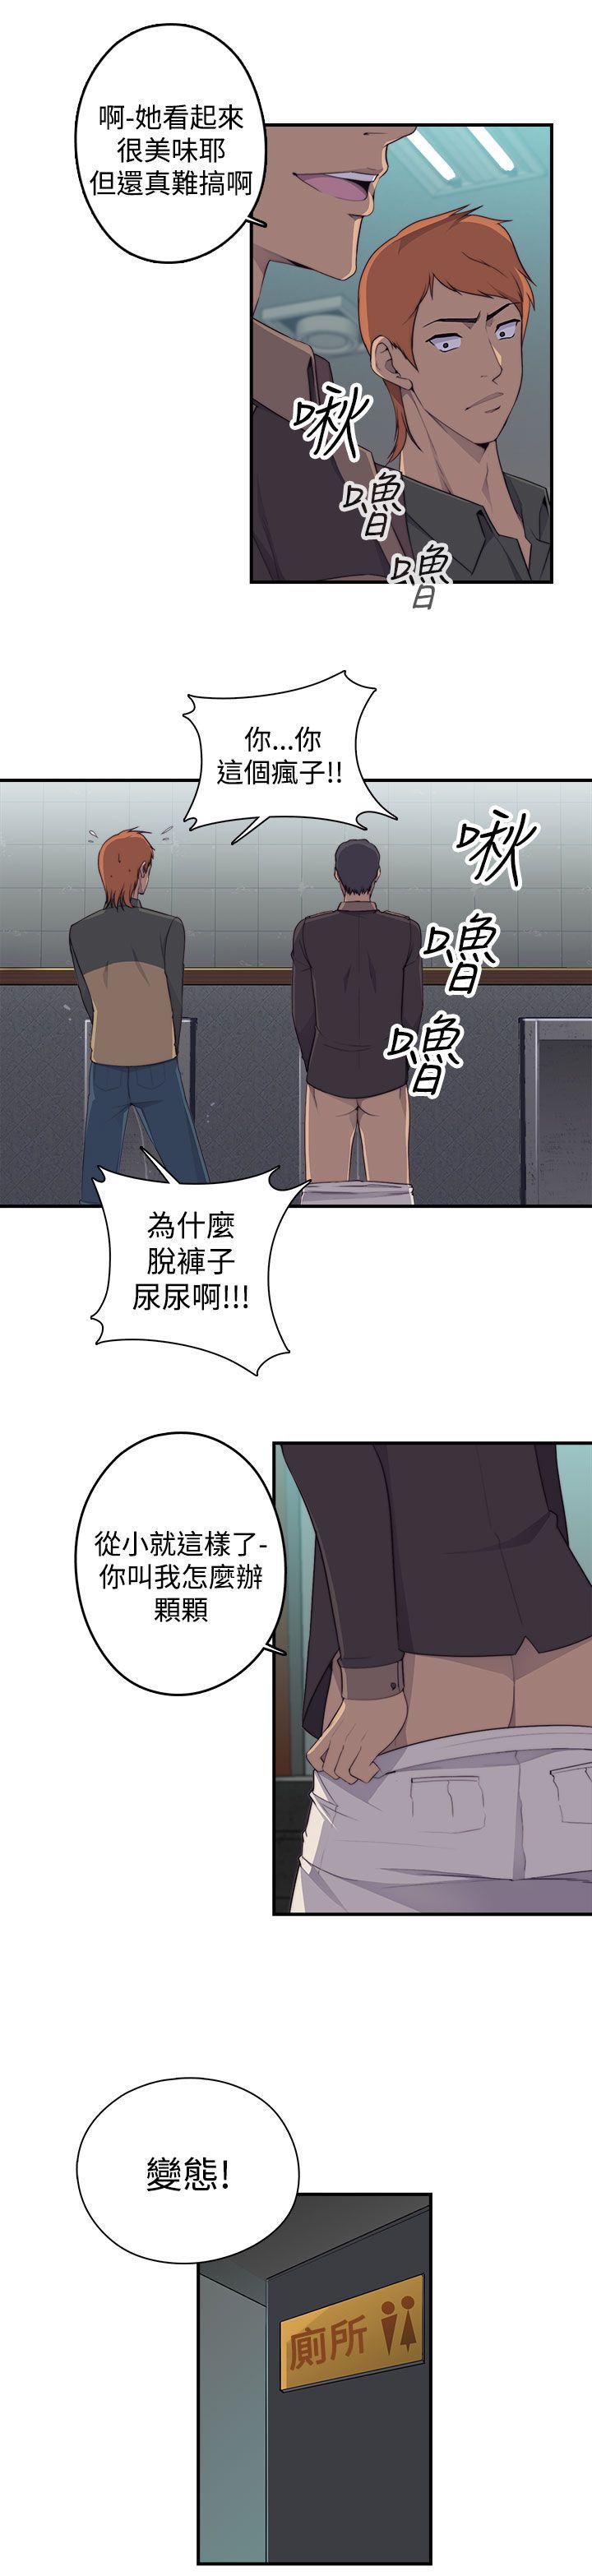 啊-她看起來
很美味耶
但還真難搞啊
啾
嚕
嚕
你...你
這個瘋子!!
啾
嚕
嚕
為什麼
脫褲子
尿尿啊!!!
從小就這樣了-
你叫我怎麼辦
顆顆
變態!
廁所